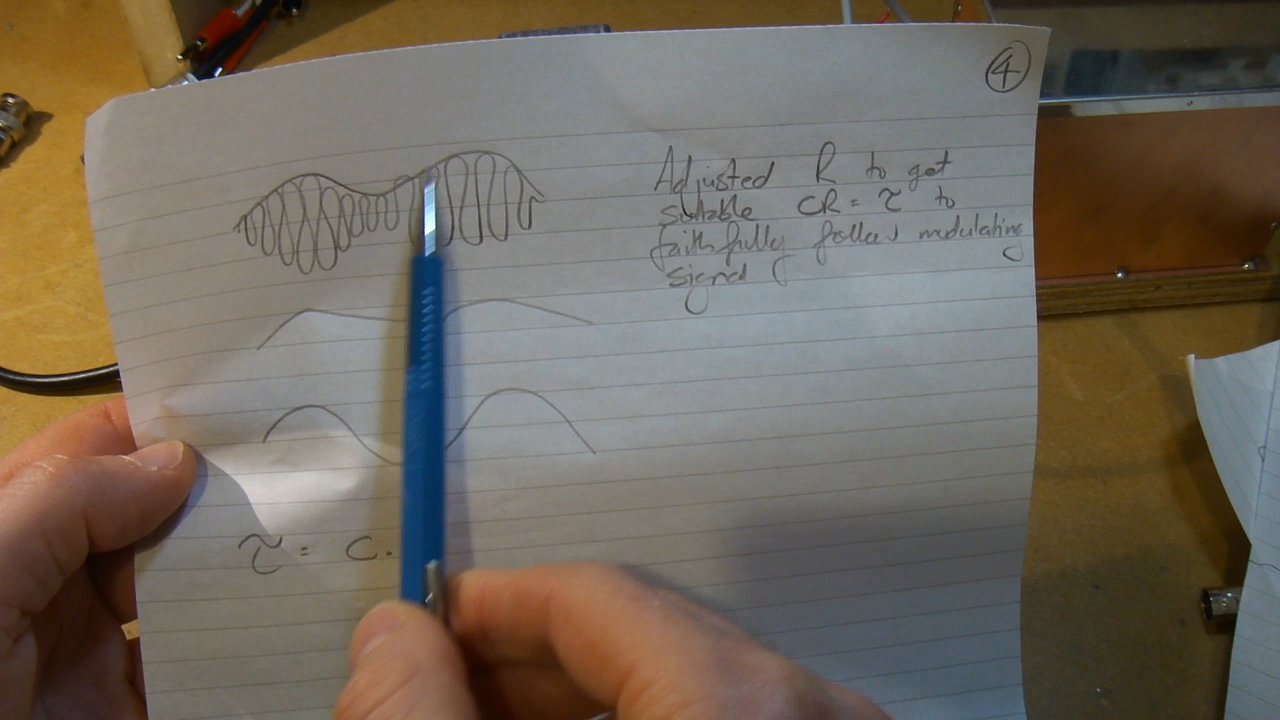 4
Adjusted R to get
suitable CR = τ to
faithfully follow modulating
signal
τ = C.